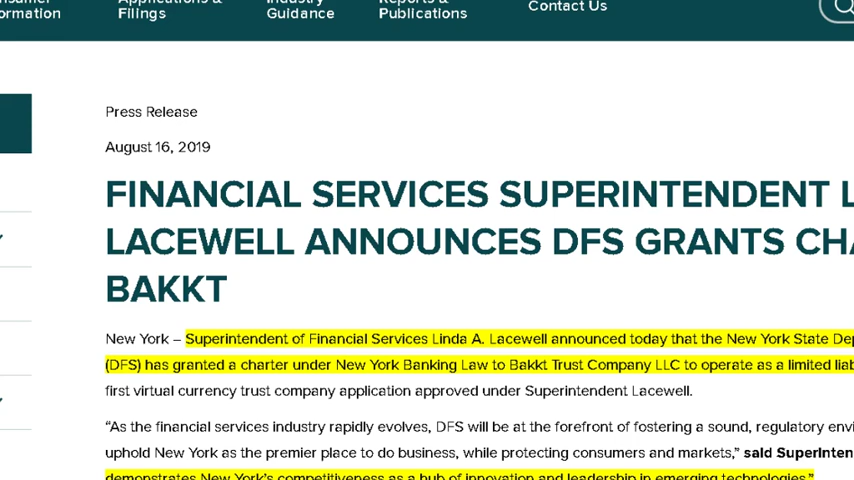 Applications &
Filings
Industry
Guidance
Reports &
Publications
Contact Us
Press Release
August 16, 2019
FINANCIAL SERVICES SUPERINTENDENT
LACEWELL ANNOUNCES DFS GRANTS
BAKKT
New York – Superintendent of Financial Services Linda A. Lacewell announced today that the New York State
(DFS) has granted a charter under New York Banking Law to Bakkt Trust Company LLC to operate as a limited
first virtual currency trust company application approved under Superintendent Lacewell.
“As the financial services industry rapidly evolves, DFS will be at the forefront of fostering a sound, regulatory
uphold New York as the premier place to do business, while protecting consumers and markets,” said
demonstrates New York’s competitiveness as a hub of innovation and leadership in emerging technologies.”